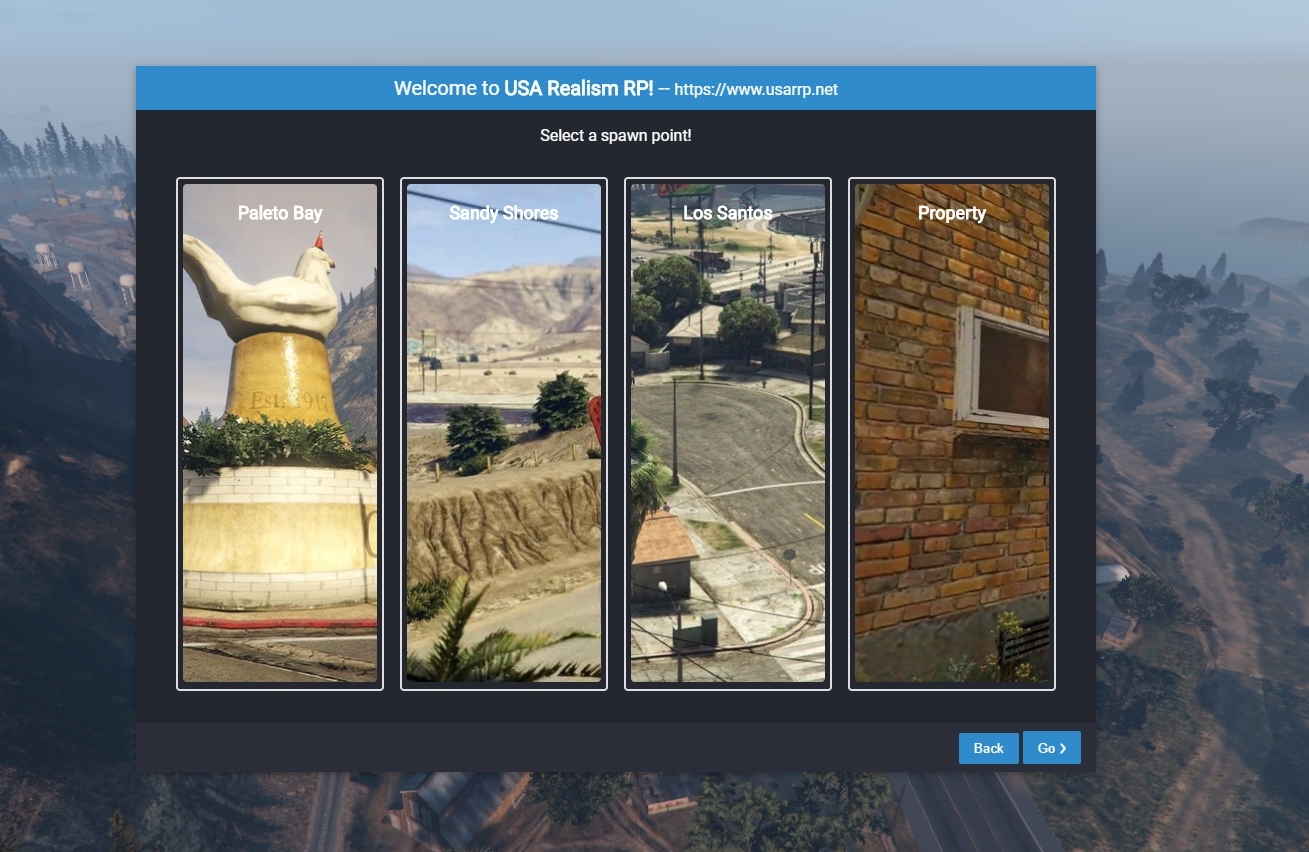 Welcome to USA Realism RP! -- https://www.usarrp.net
Select a spawn point!
Paleto Bay
Sandy Shores
Los Santos
Property
Back
Go ❯